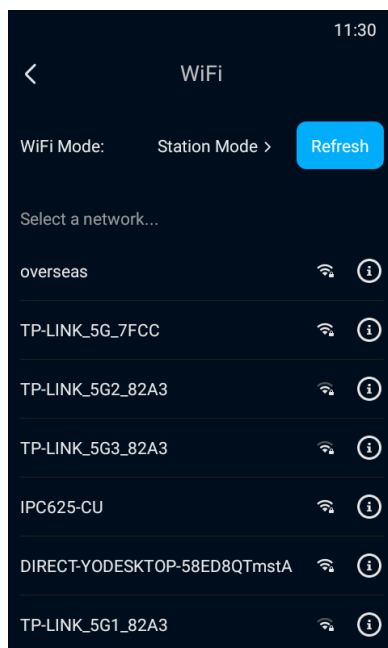 11:30
WiFi
WiFi Mode: Station Mode > Refresh
Select a network...
overseas
TP-LINK_5G_7FCC
TP-LINK_5G2_82A3
TP-LINK_5G3_82A3
IPC625-CU
DIRECT-YODESKTOP-58ED8QTmstA
TP-LINK_5G1_82A3